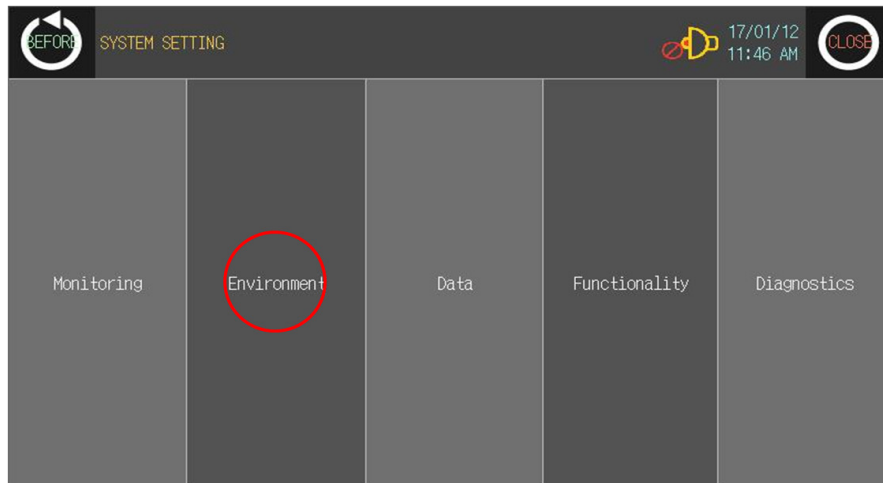 BEFORE
SYSTEM SETTING
17/01/12
11:46 AM
CLOSE
Monitoring
Environment
Data
Functionality
Diagnostics